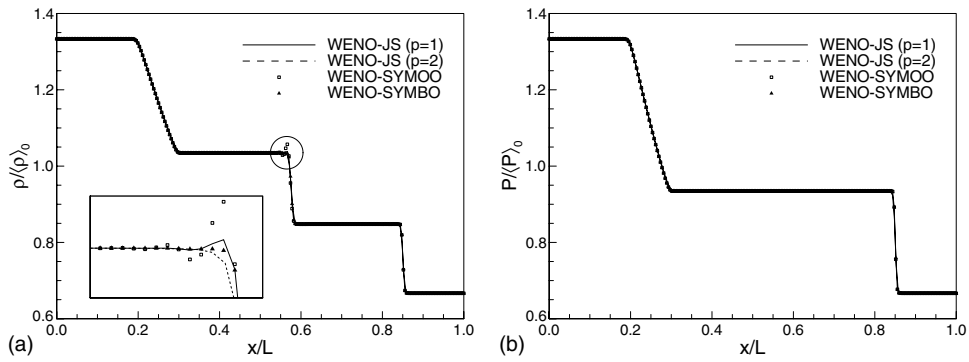 1.4
1.2
1.0
0.8
0.6
ρ/⟨ρ⟩0
WENO-JS (p=1)
WENO-JS (p=2)
WENO-SYMOO
WENO-SYMBO
0.0 0.2 0.4 0.6 0.8 1.0
x/L
(a)
1.4
1.2
1.0
0.8
0.6
P/⟨P⟩0
WENO-JS (p=1)
WENO-JS (p=2)
WENO-SYMOO
WENO-SYMBO
0.0 0.2 0.4 0.6 0.8 1.0
x/L
(b)